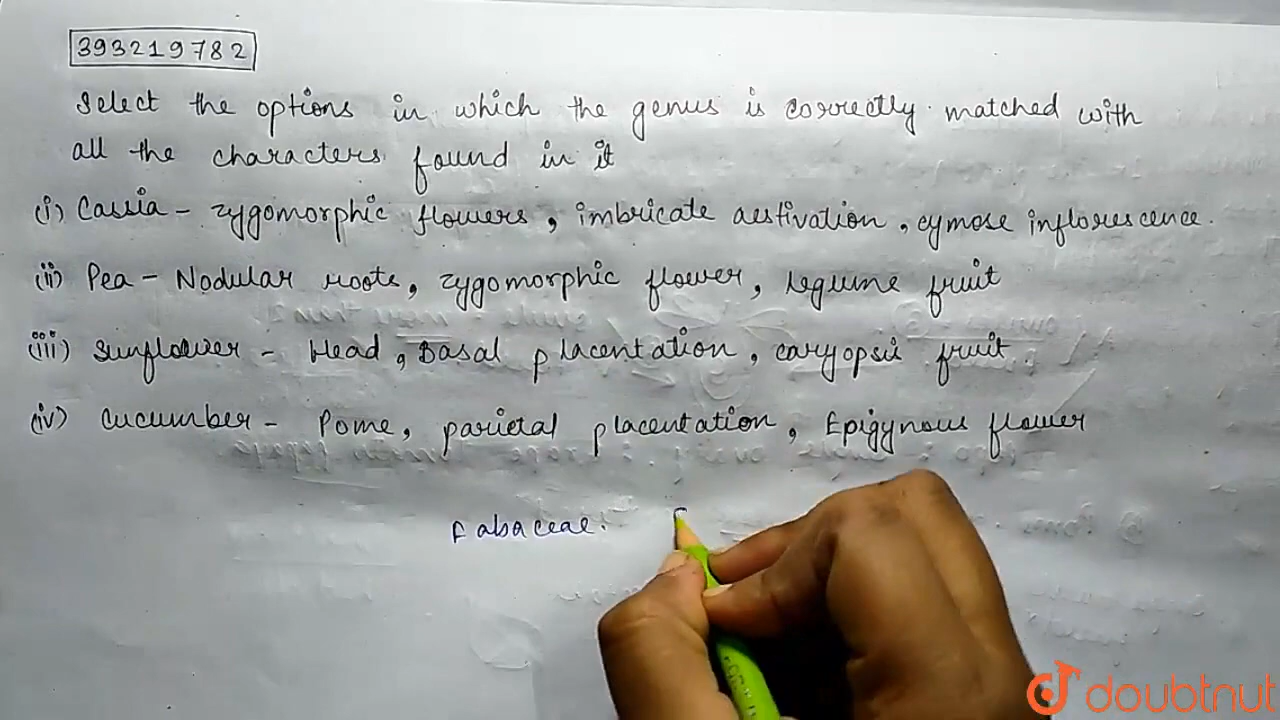 393219782
Select the options in which the genus is correctly matched with
all the characters found in it
(i) Cassia - zygomorphic flowers, imbricate aestivation, cymose inflorescence.
(ii) Pea - Nodular roots, zygomorphic flower, legume fruit
(iii) Sunflower - Head, Basal placentation, caryopsis fruit
(iv) Cucumber - Pome, parietal placentation, Epigynous flower
Fabaceae.
doubtnut